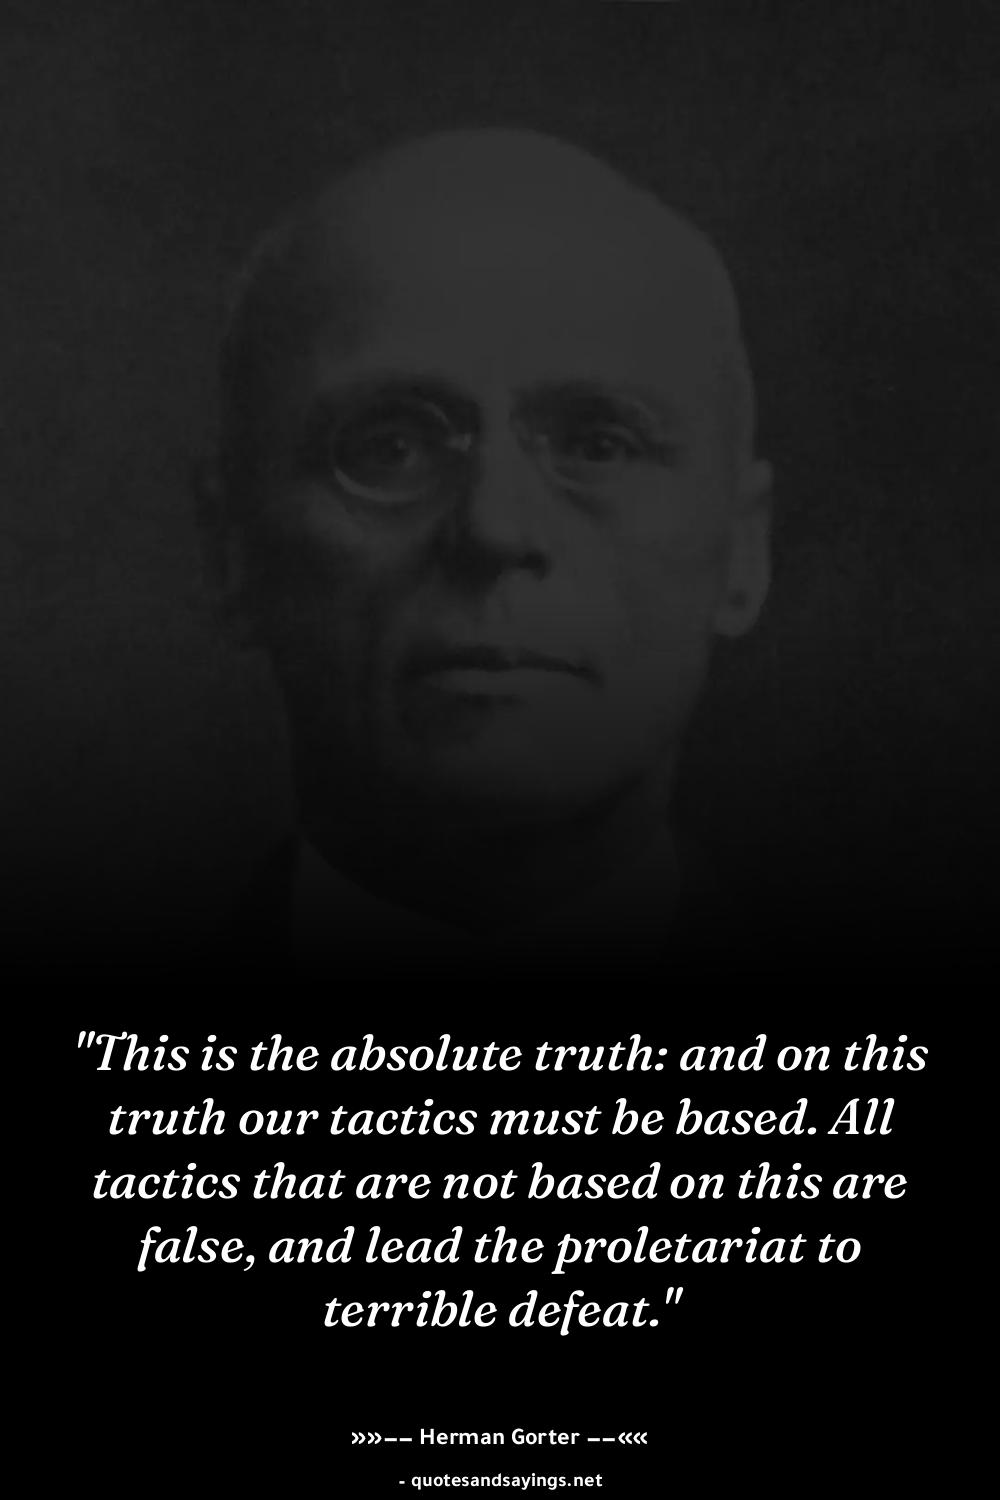 "This is the absolute truth: and on this
truth our tactics must be based. All
tactics that are not based on this are
false, and lead the proletariat to
terrible defeat."
»»−− Herman Gorter −−««
- quotesandsayings.net